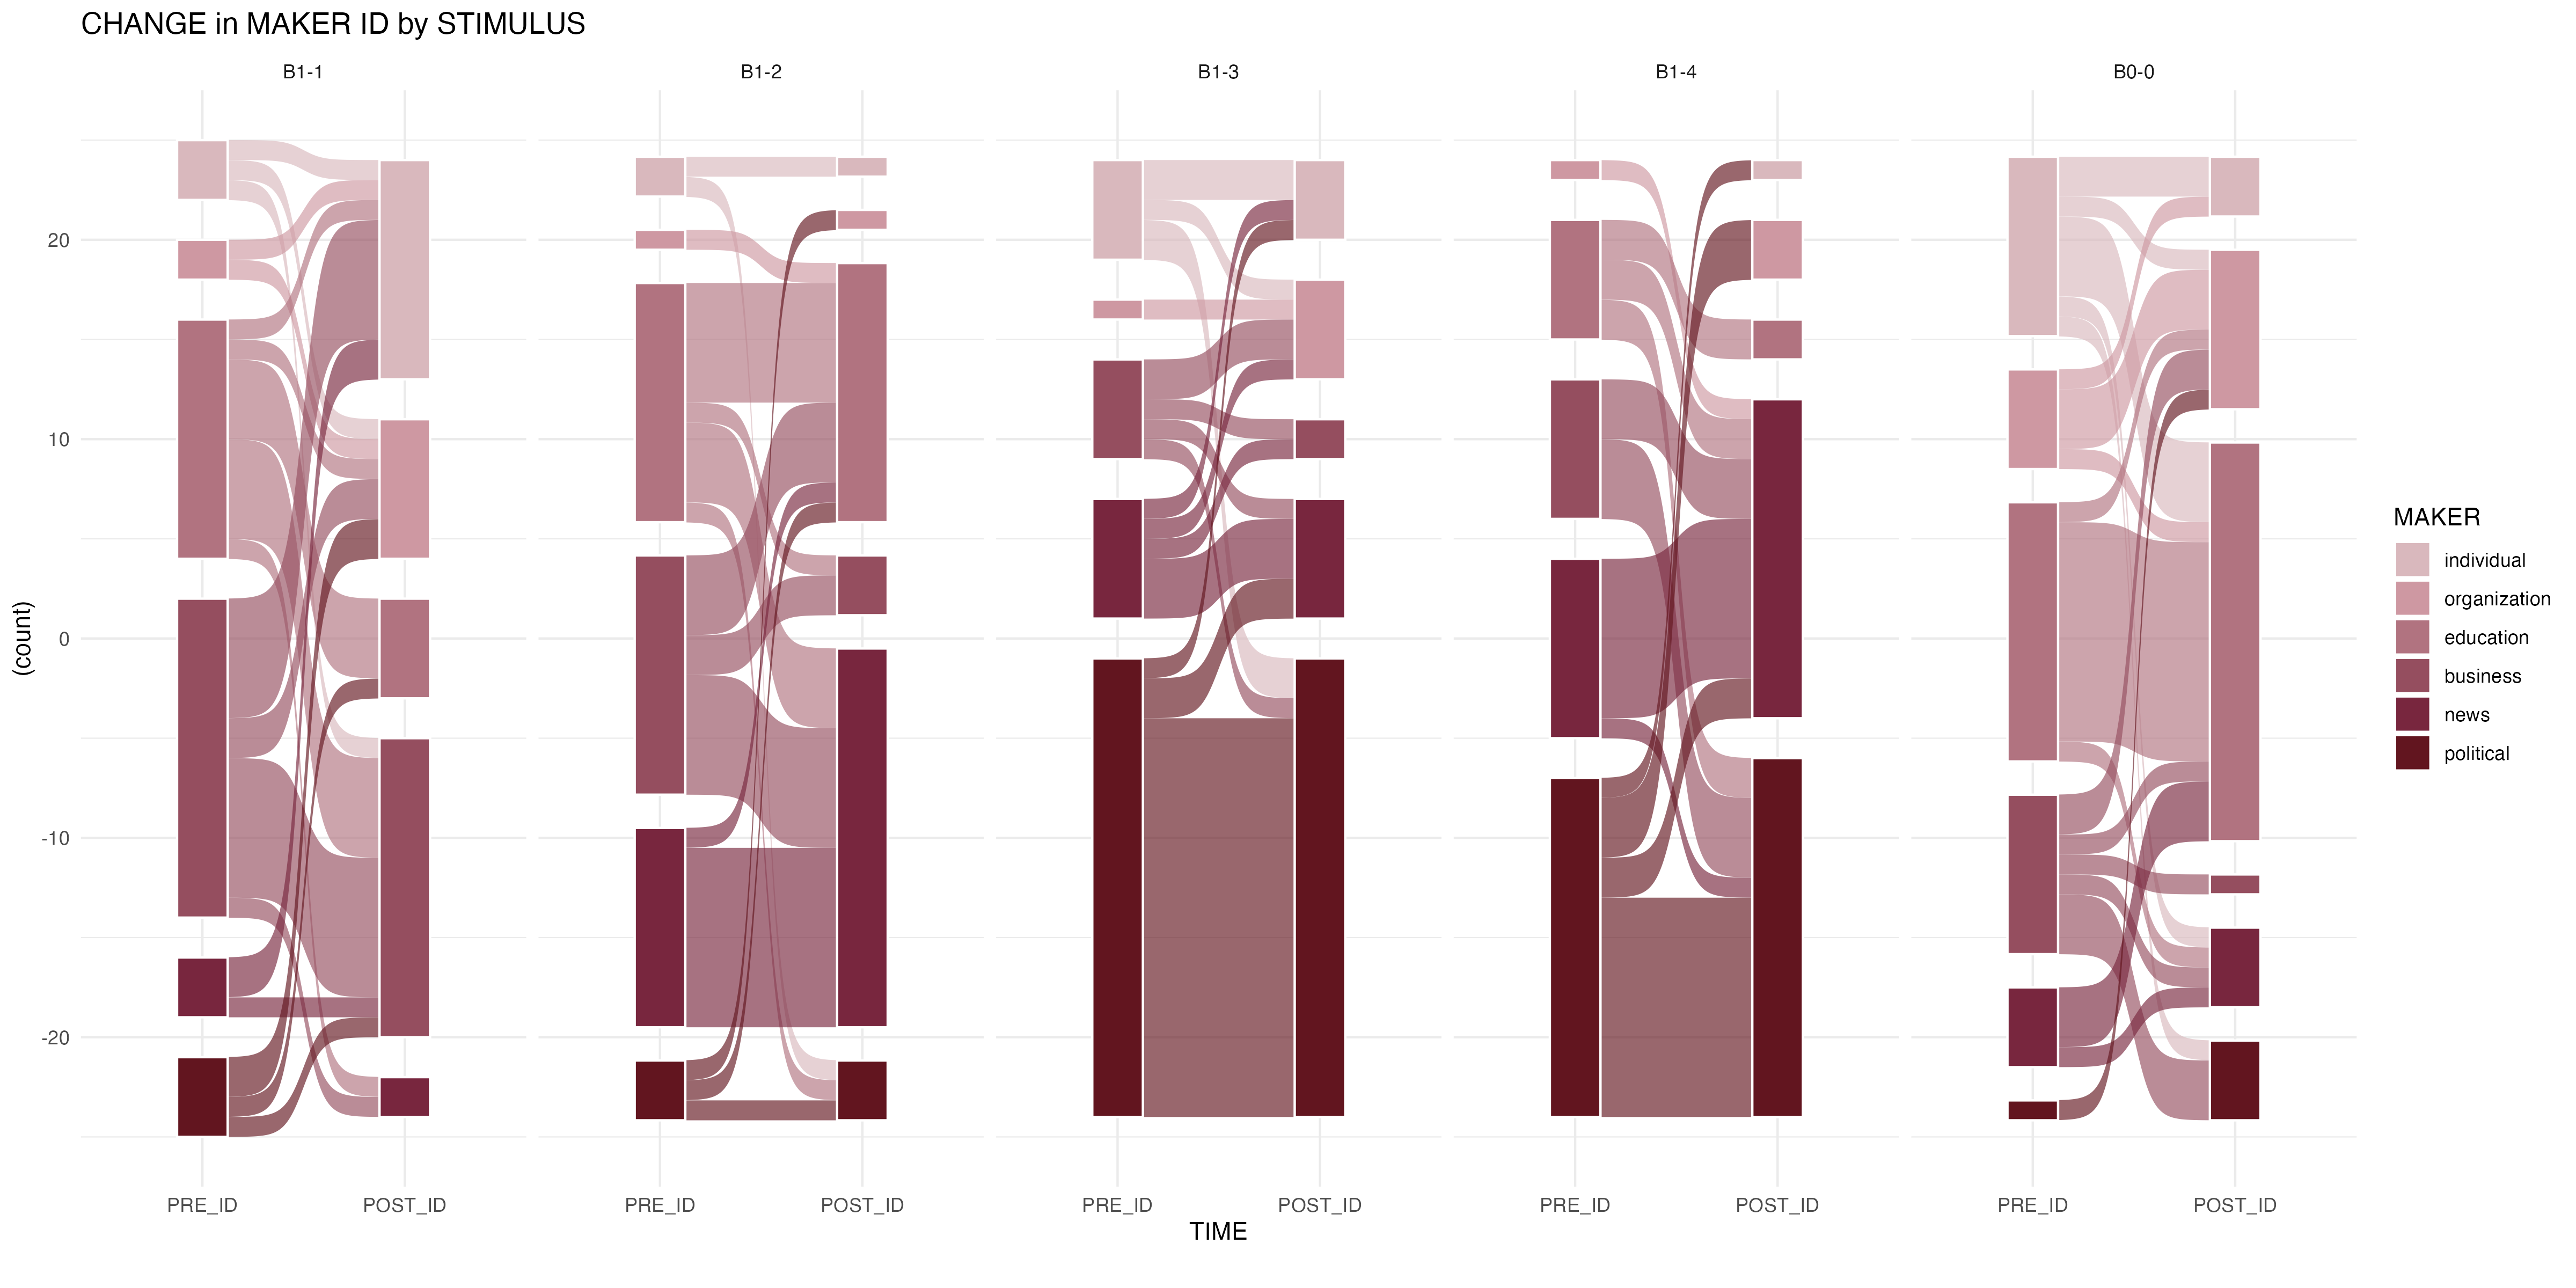 CHANGE in MAKER ID by STIMULUS
B1-1
B1-2
B1-3
B1-4
B0-0
20
10
0
-10
-20
(count)
PRE_ID
POST_ID
PRE_ID
POST_ID
PRE_ID
POST_ID
PRE_ID
POST_ID
PRE_ID
POST_ID
TIME
MAKER
individual
organization
education
business
news
political